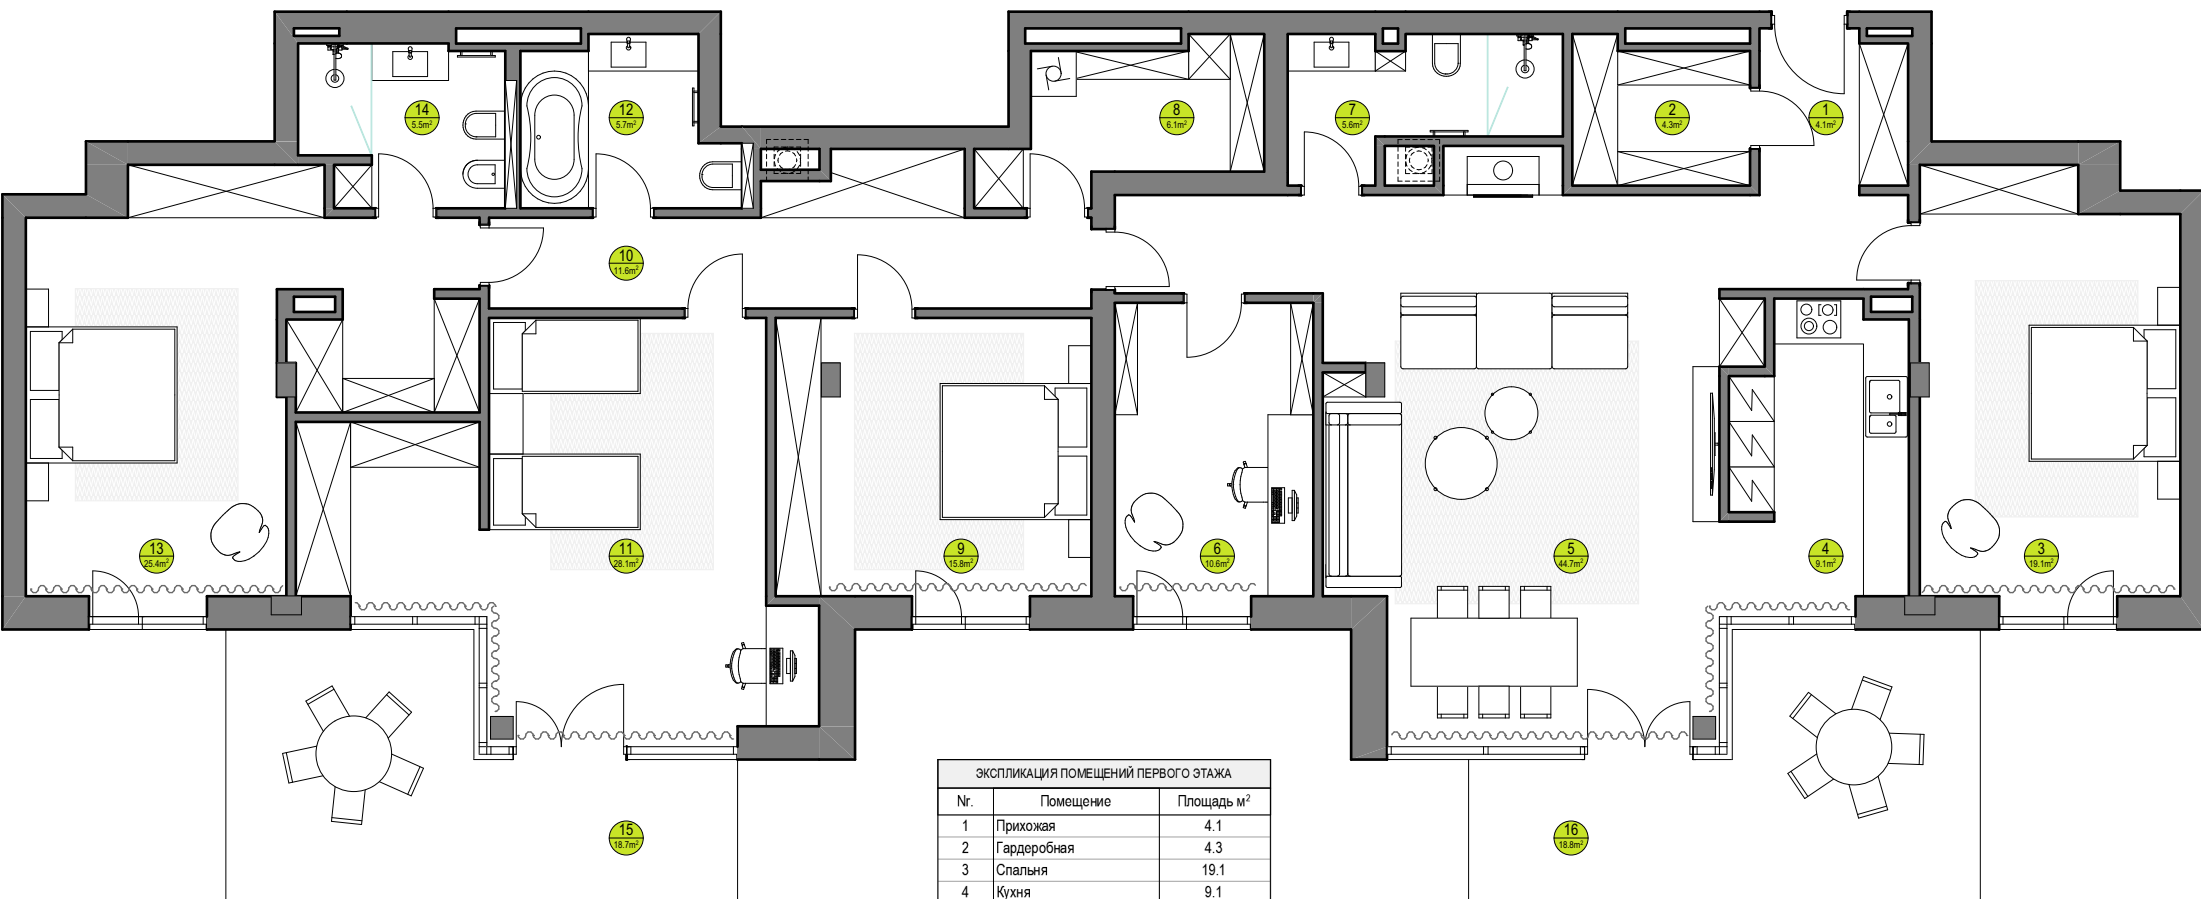 14
5.5m²
12
5.7m²
8
6.1m²
7
5.6m²
2
4.3m²
1
4.1m²
10
11.6m²
13
25.4m²
11
28.1m²
9
15.8m²
6
10.6m²
5
44.7m²
4
9.1m²
3
19.1m²
15
18.7m²
16
18.8m²
ЭКСПЛИКАЦИЯ ПОМЕЩЕНИЙ ПЕРВОГО ЭТАЖА
Nr. Помещение Площадь м²
1 Прихожая 4.1
2 Гардеробная 4.3
3 Спальня 19.1
4 Кухня 9.1